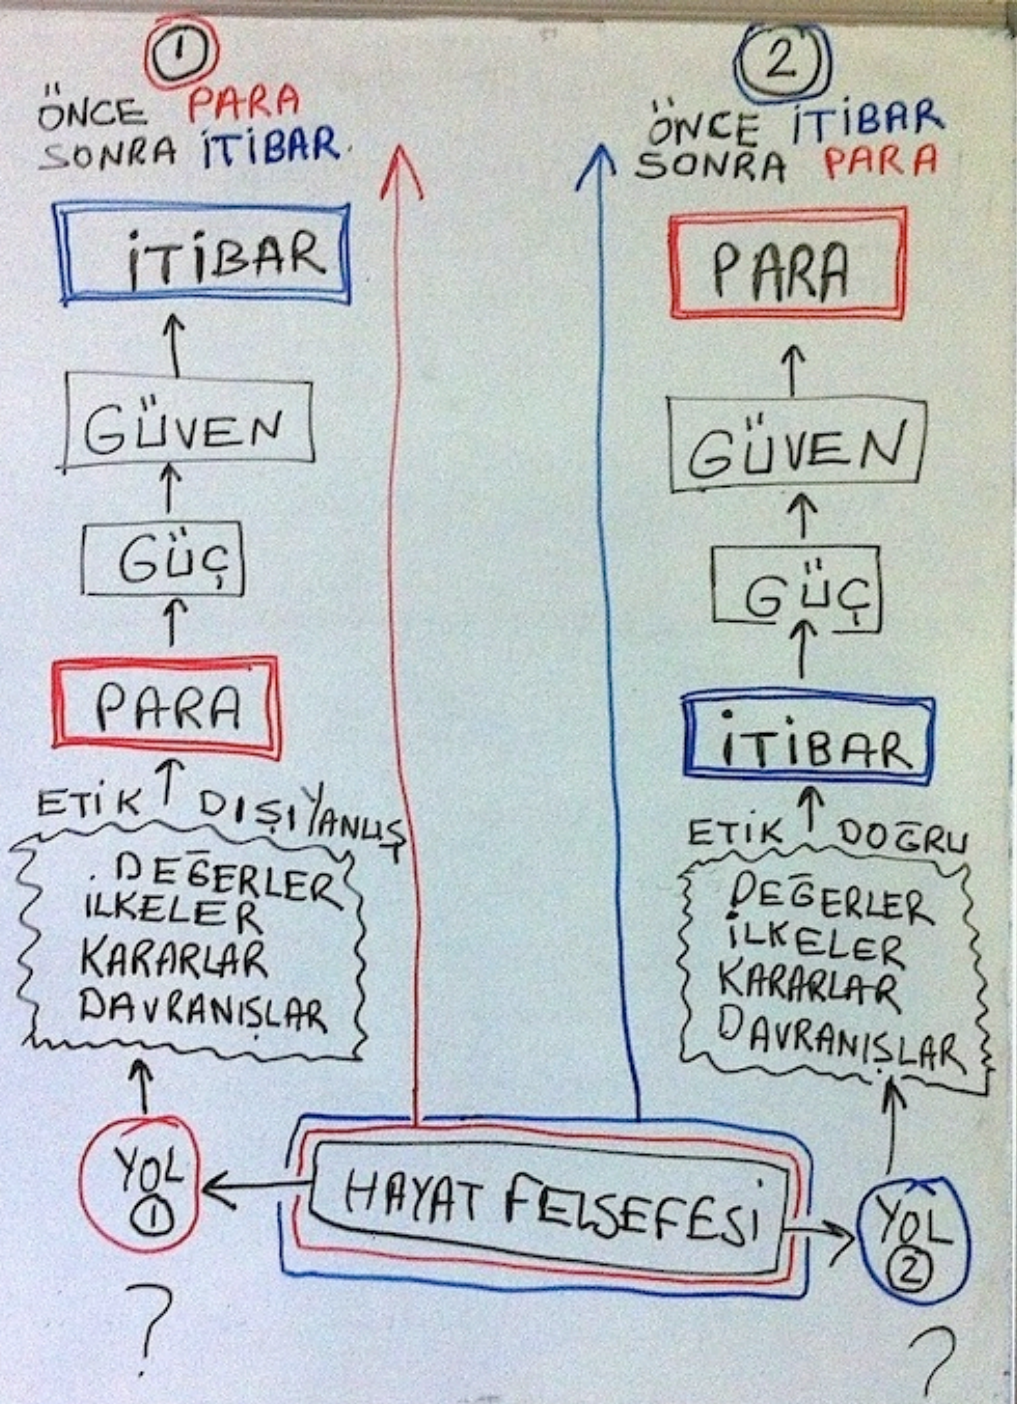 1
ÖNCE PARA
SONRA İTİBAR.
İTİBAR
GÜVEN
GÜÇ
PARA
ETİK DIŞI YANLIŞ
. DEĞERLER
İLKELER
KARARLAR
DAVRANIŞLAR
YOL
1
?
2
ÖNCE İTİBAR
SONRA PARA
PARA
GÜVEN
GÜÇ
İTİBAR
ETİK DOĞRU
DEĞERLER
İLKELER
KARARLAR
DAVRANIŞLAR
YOL
2
?
HAYAT FELSEFESİ